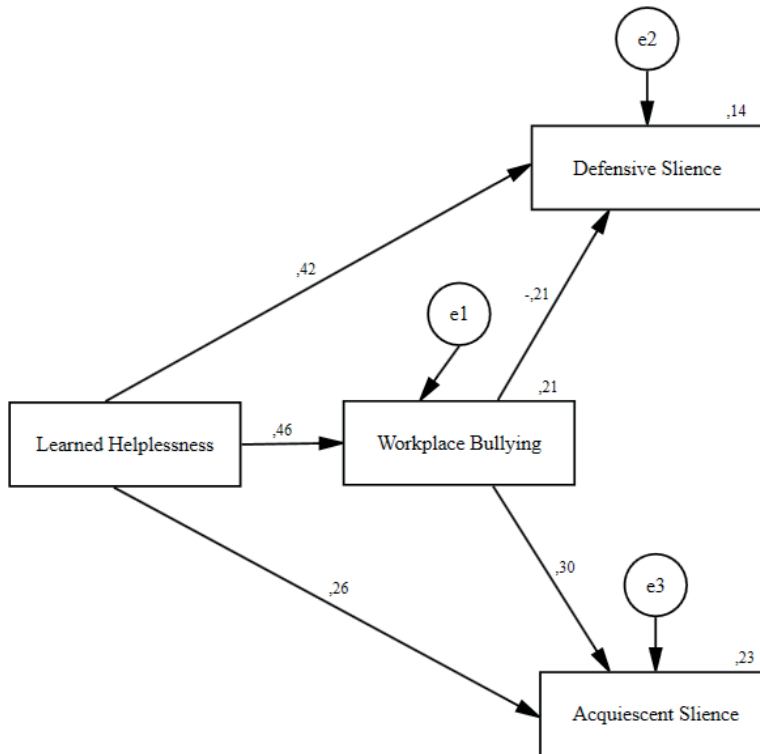 e2
,14
Defensive Slience
,42
-,21
e1
,21
Learned Helplessness
,46
Workplace Bullying
,26
,30
e3
,23
Acquiescent Slience